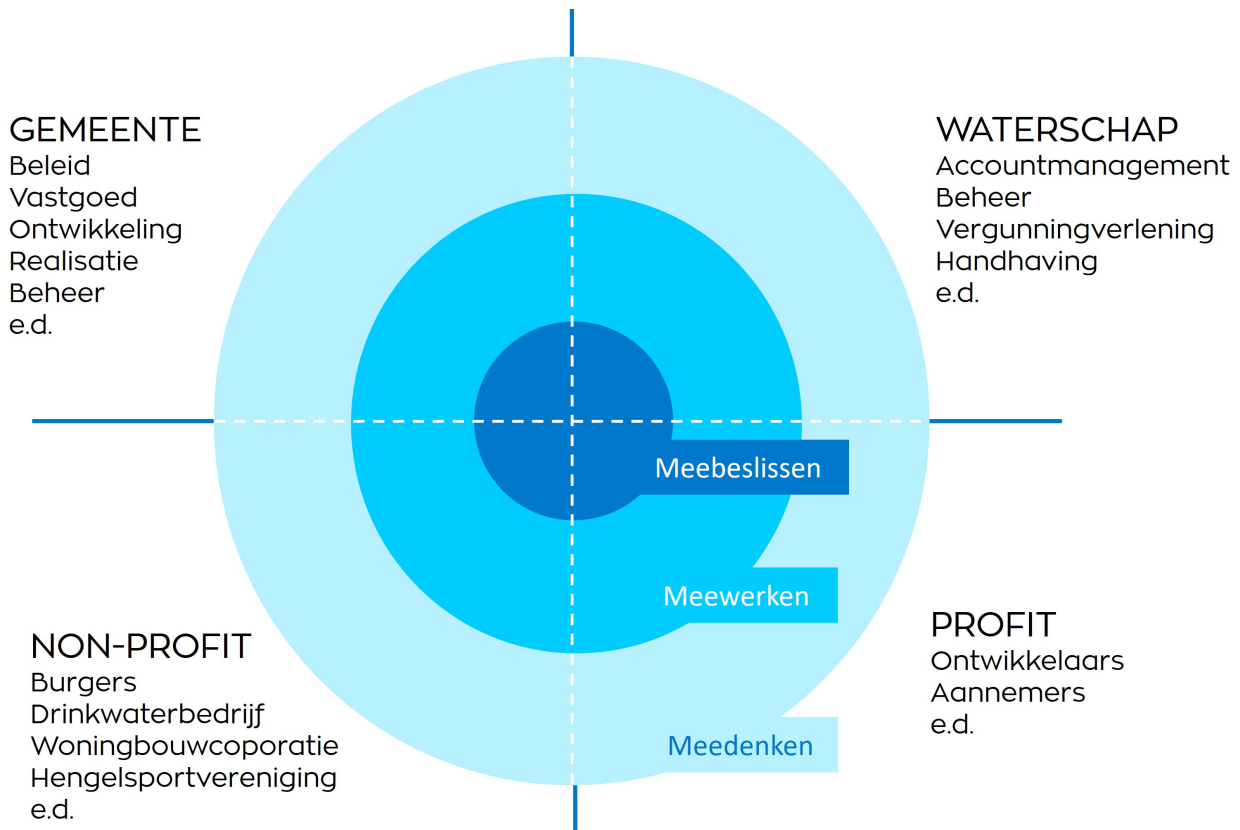 GEMEENTE
Beleid
Vastgoed
Ontwikkeling
Realisatie
Beheer
e.d.
WATERSCHAP
Accountmanagement
Beheer
Vergunningverlening
Handhaving
e.d.
Meebeslissen
Meewerken
Meedenken
NON-PROFIT
Burgers
Drinkwaterbedrijf
Woningbouwcoporatie
Hengelsportvereniging
e.d.
PROFIT
Ontwikkelaars
Aannemers
e.d.